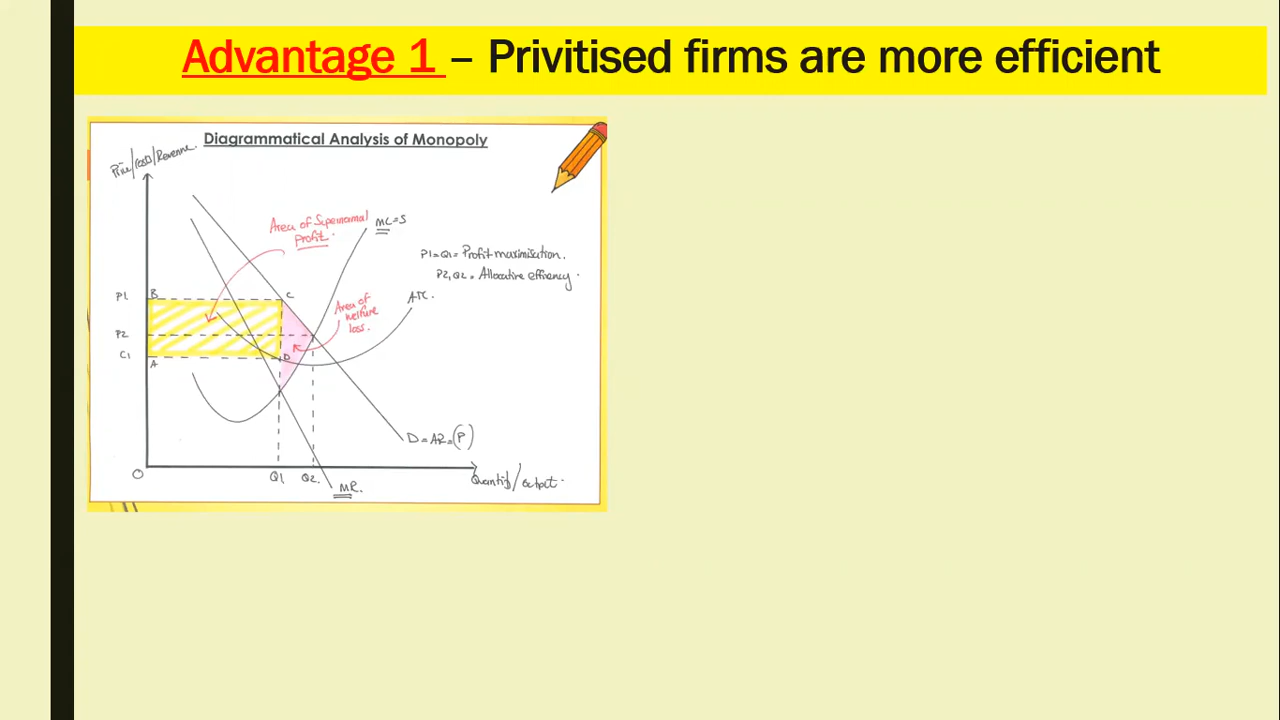 Advantage 1 – Privitised firms are more efficient
Diagrammatical Analysis of Monopoly
Price/Costs/Revenue.
Area of Supernormal
profit.
MC=S
P1=Q1= Profit maximisation.
P2, Q2 = Allocative effiency.
ATC.
P1
B
C
Area of
welfare
loss.
P2
C1
A
D
D=AR=(P)
O
Q1
Q2.
MR.
Quantity/output.